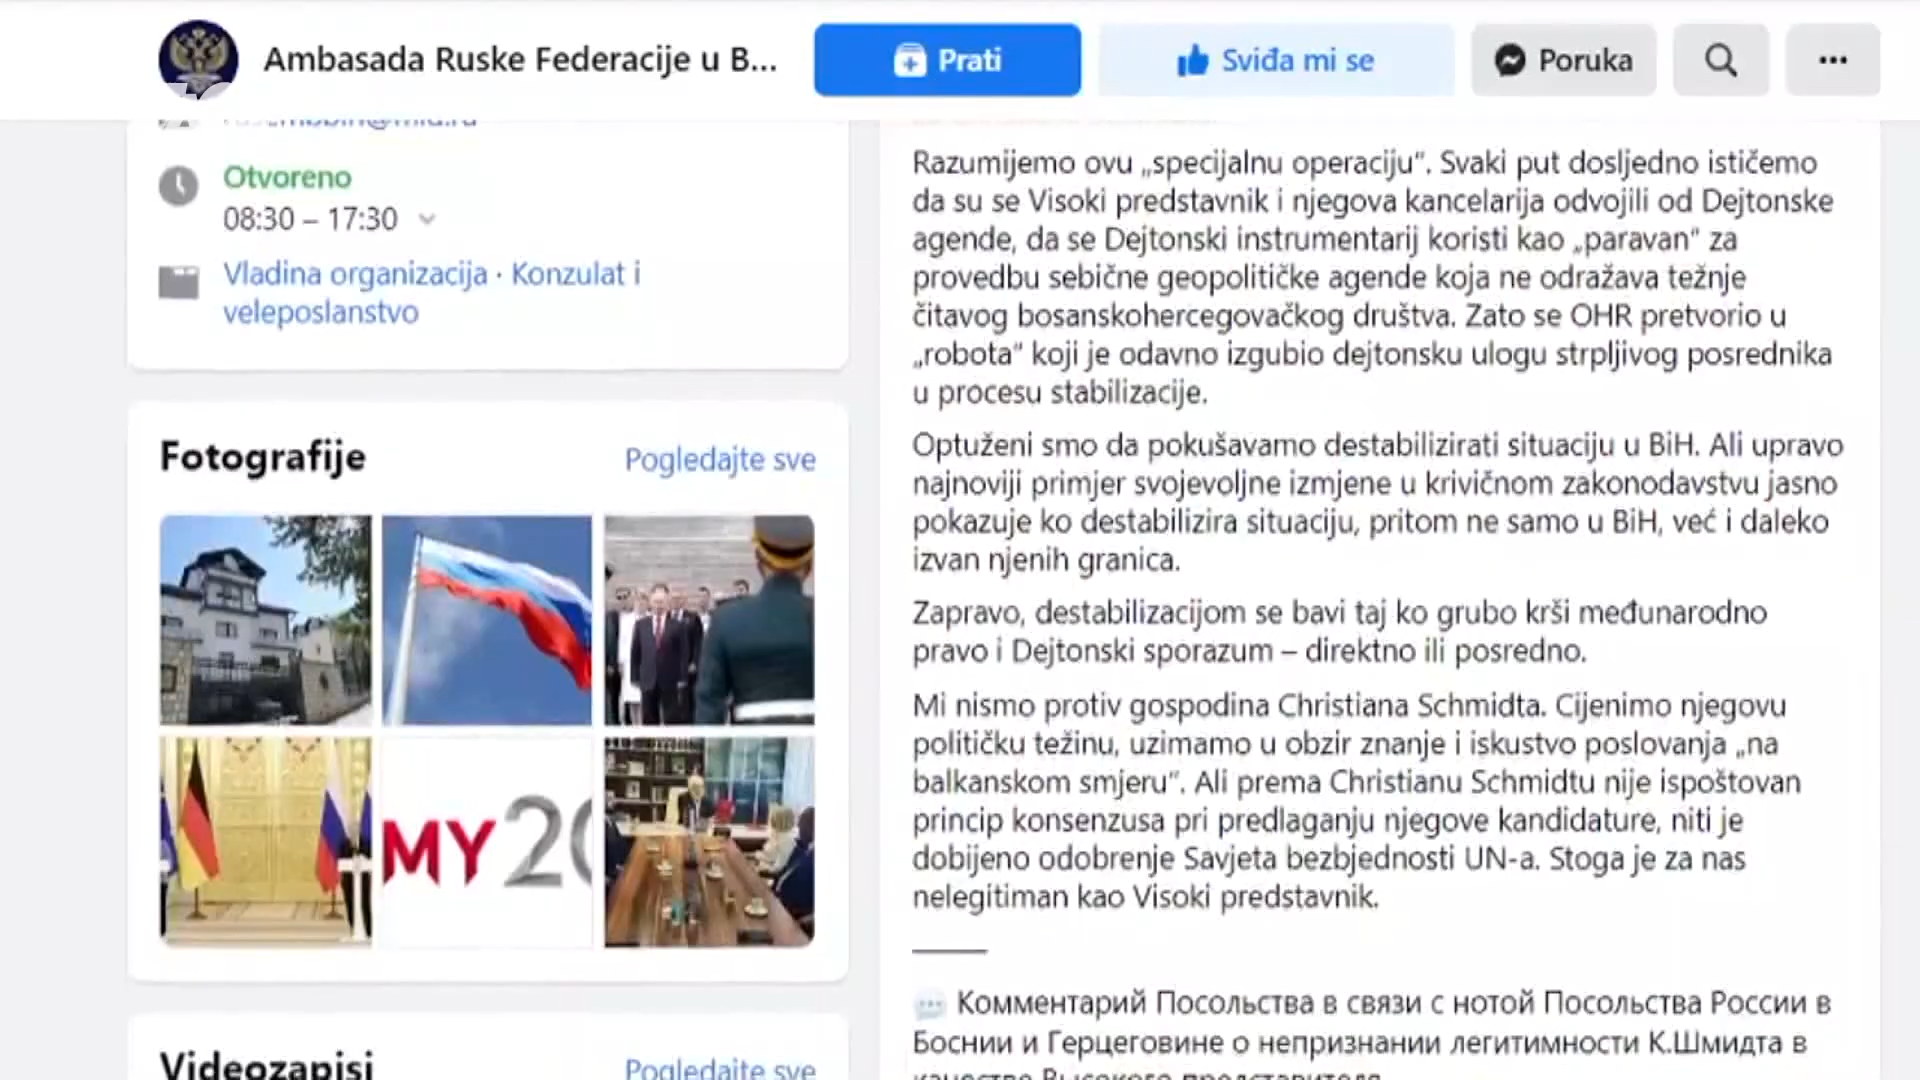 Ambasada Ruske Federacije u B...
Prati
Sviđa mi se
Poruka
Otvoreno
08:30 – 17:30
Vladina organizacija · Konzulat i
veleposlanstvo
Fotografije
Pogledajte sve
MY
Videozapisi
Pogledajte sve
Razumijemo ovu „specijalnu operaciju“. Svaki put dosljedno ističemo
da su se Visoki predstavnik i njegova kancelarija odvojili od Dejtonske
agende, da se Dejtonski instrumentarij koristi kao „paravan“ za
provedbu sebične geopolitičke agende koja ne odražava težnje
čitavog bosanskohercegovačkog društva. Zato se OHR pretvorio u
„robota“ koji je odavno izgubio dejtonsku ulogu strpljivog posrednika
u procesu stabilizacije.
Optuženi smo da pokušavamo destabilizirati situaciju u BiH. Ali upravo
najnoviji primjer svojevoljne izmjene u krivičnom zakonodavstvu jasno
pokazuje ko destabilizira situaciju, pritom ne samo u BiH, već i daleko
izvan njenih granica.
Zapravo, destabilizacijom se bavi taj ko grubo krši međunarodno
pravo i Dejtonski sporazum – direktno ili posredno.
Mi nismo protiv gospodina Christiana Schmidta. Cijenimo njegovu
političku težinu, uzimamo u obzir znanje i iskustvo poslovanja „na
balkanskom smjeru“. Ali prema Christianu Schmidtu nije ispoštovan
princip konsenzusa pri predlaganju njegove kandidature, niti je
dobijeno odobrenje Savjeta bezbjednosti UN-a. Stoga je za nas
nelegitiman kao Visoki predstavnik.
Комментарий Посольства в связи с нотой Посольства России в
Боснии и Герцеговине о непризнании легитимности К.Шмидта в